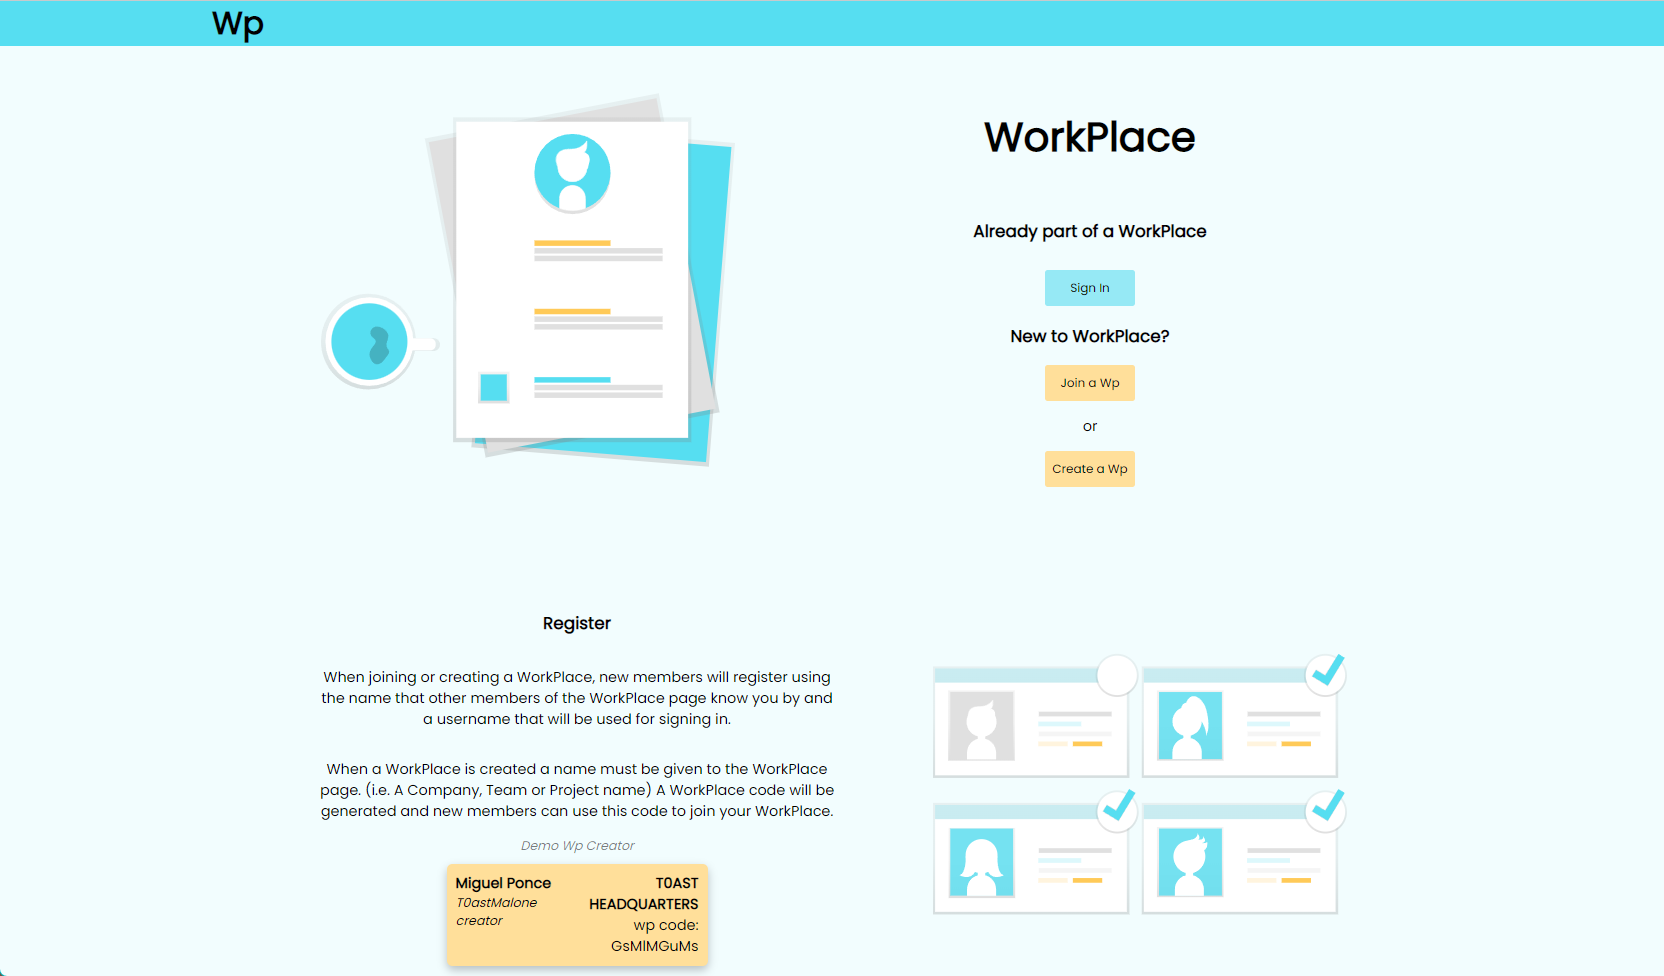 Wp
WorkPlace
Already part of a WorkPlace
Sign In
New to WorkPlace?
Join a Wp
or
Create a Wp
Register
When joining or creating a WorkPlace, new members will register using
the name that other members of the WorkPlace page know you by and
a username that will be used for signing in.
When a WorkPlace is created a name must be given to the WorkPlace
page. (i.e. A Company, Team or Project name) A WorkPlace code will be
generated and new members can use this code to join your WorkPlace.
Demo Wp Creator
Miguel Ponce
T0astMalone
creator
T0AST
HEADQUARTERS
wp code:
GsMlMGuMs